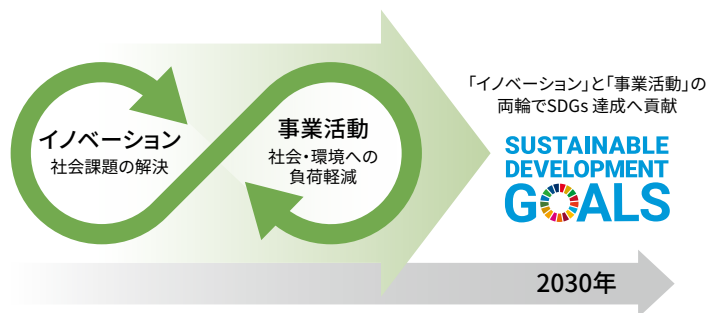 イノベーション
社会課題の解決
事業活動
社会・環境への
負荷軽減
「イノベーション」と「事業活動」の
両輪でSDGs 達成へ貢献
SUSTAINABLE
DEVELOPMENT
GOALS
2030年